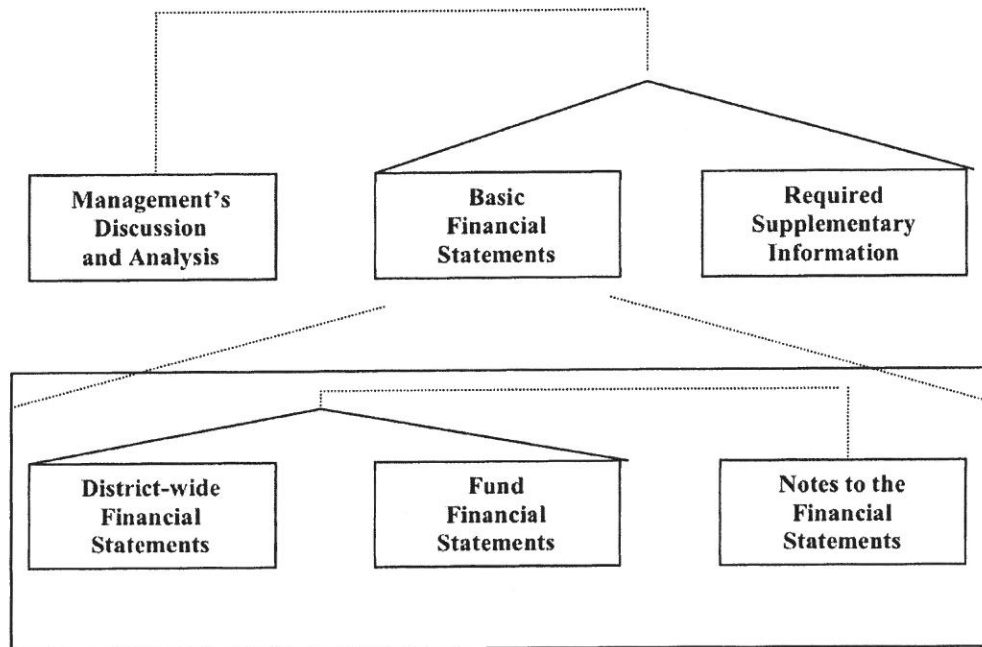 Management's
Discussion
and Analysis
Basic
Financial
Statements
Required
Supplementary
Information
District-wide
Financial
Statements
Fund
Financial
Statements
Notes to the
Financial
Statements